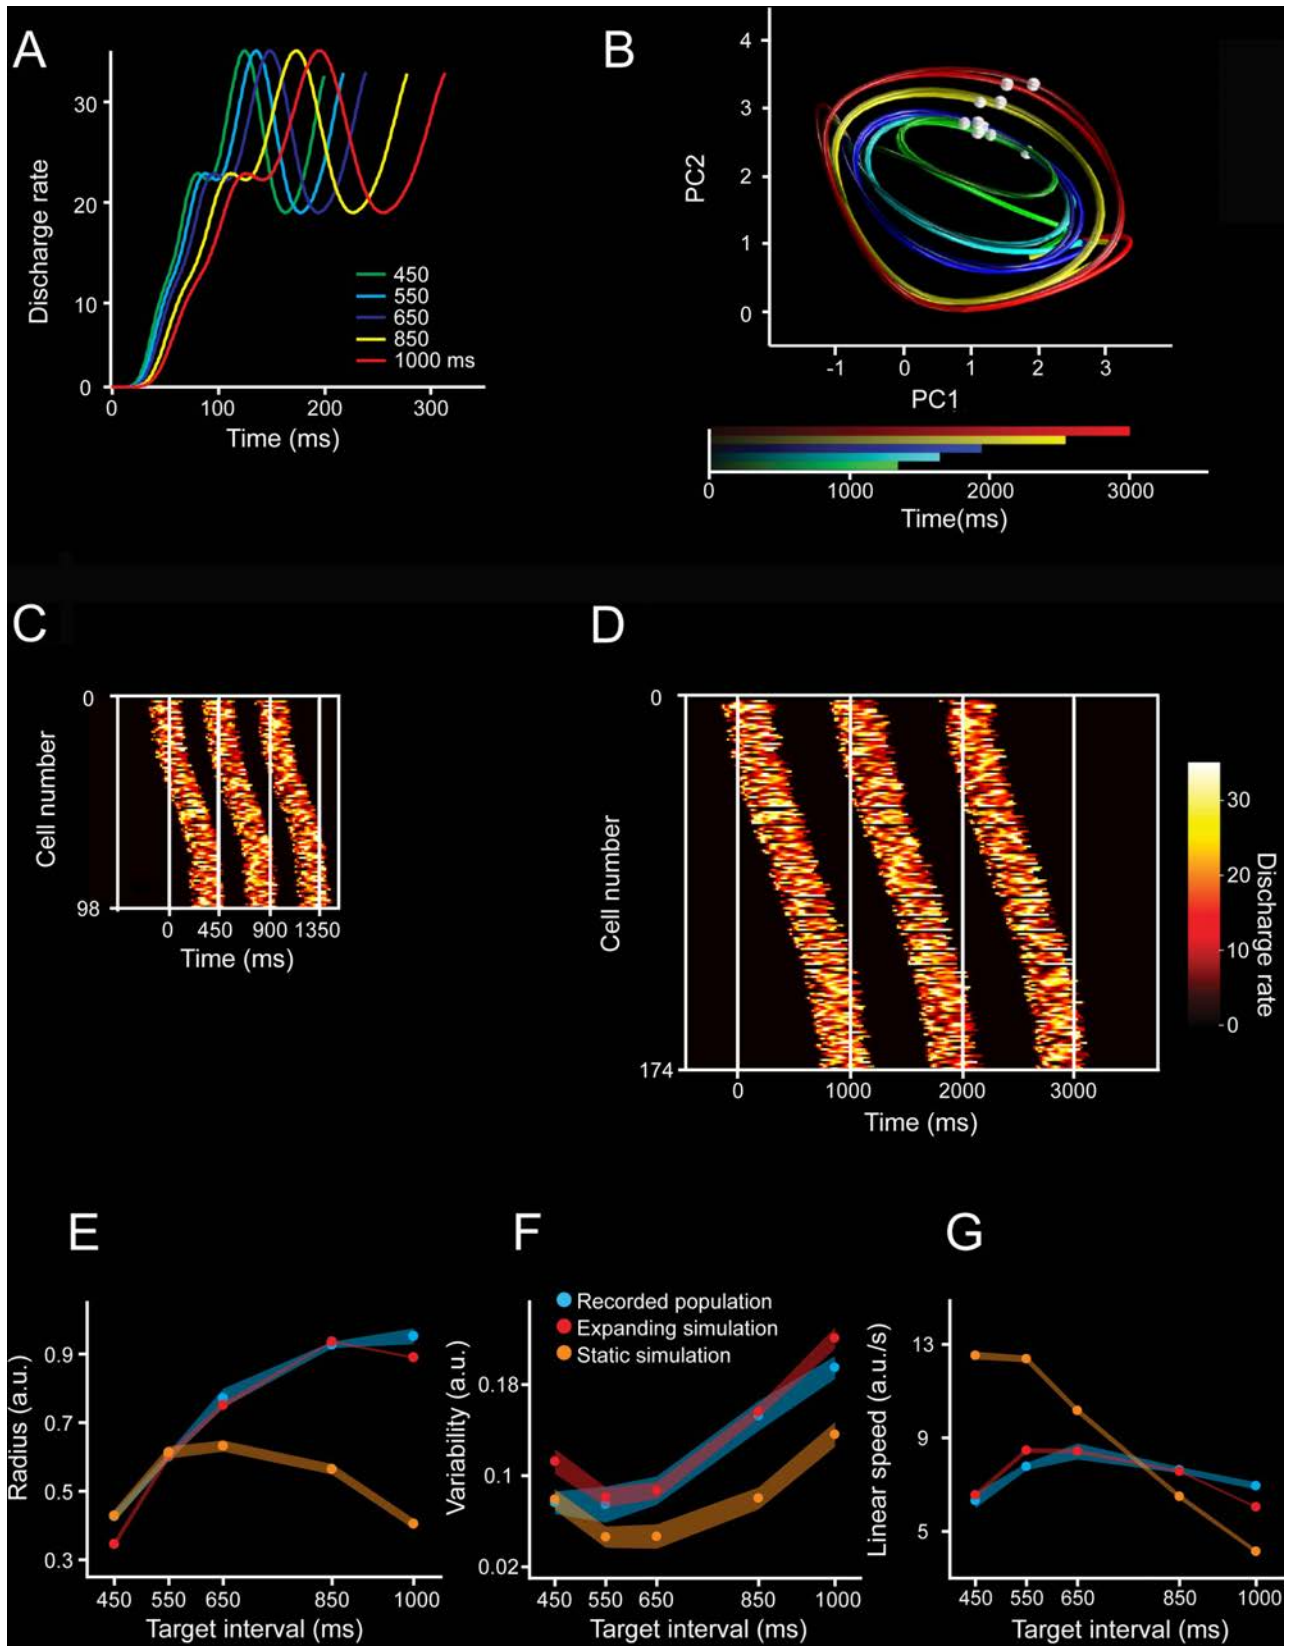 A
B
Discharge rate
30
20
10
0
0 100 200 300
Time (ms)
450
550
650
850
1000 ms
PC2
4
3
2
1
0
-1 0 1 2 3
PC1
0 1000 2000 3000
Time(ms)
C
D
Cell number
0
98
0 450 900 1350
Time (ms)
Cell number
0
174
0 1000 2000 3000
Time (ms)
30
20
10
0
Discharge rate
E
F
G
Radius (a.u.)
0.9
0.7
0.5
0.3
450 550 650 850 1000
Target interval (ms)
Variability (a.u.)
Recorded population
Expanding simulation
Static simulation
0.18
0.1
0.02
450 550 650 850 1000
Target interval (ms)
Linear speed (a.u./s)
13
9
5
450 550 650 850 1000
Target interval (ms)